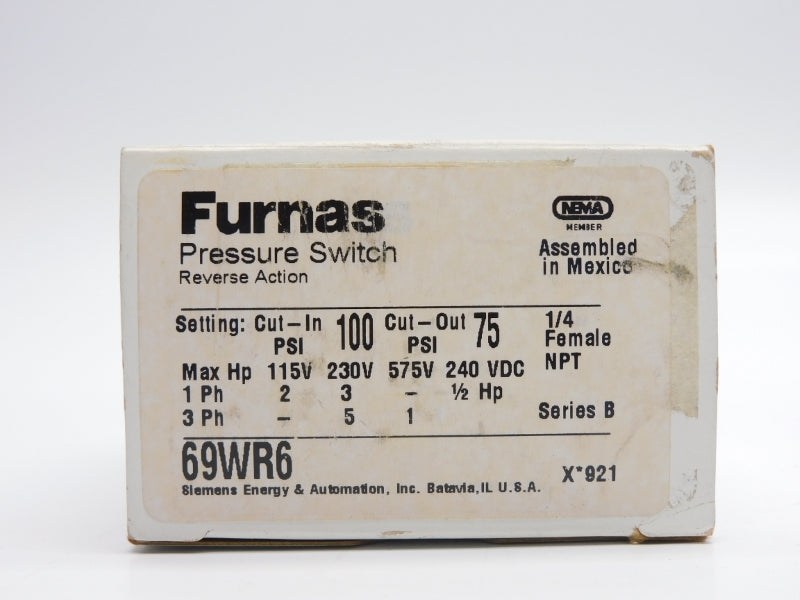 Furnas
Pressure Switch
Reverse Action
NEMA
MEMBER
Assembled
in Mexico
Setting: Cut-In PSI 100 Cut-Out PSI 75
1/4
Female
NPT
Max Hp 115V 230V 575V 240 VDC
1 Ph 2 3 - ½ Hp
3 Ph - 5 1
Series B
69WR6
X*921
Siemens Energy & Automation, Inc. Batavia, IL U.S.A.